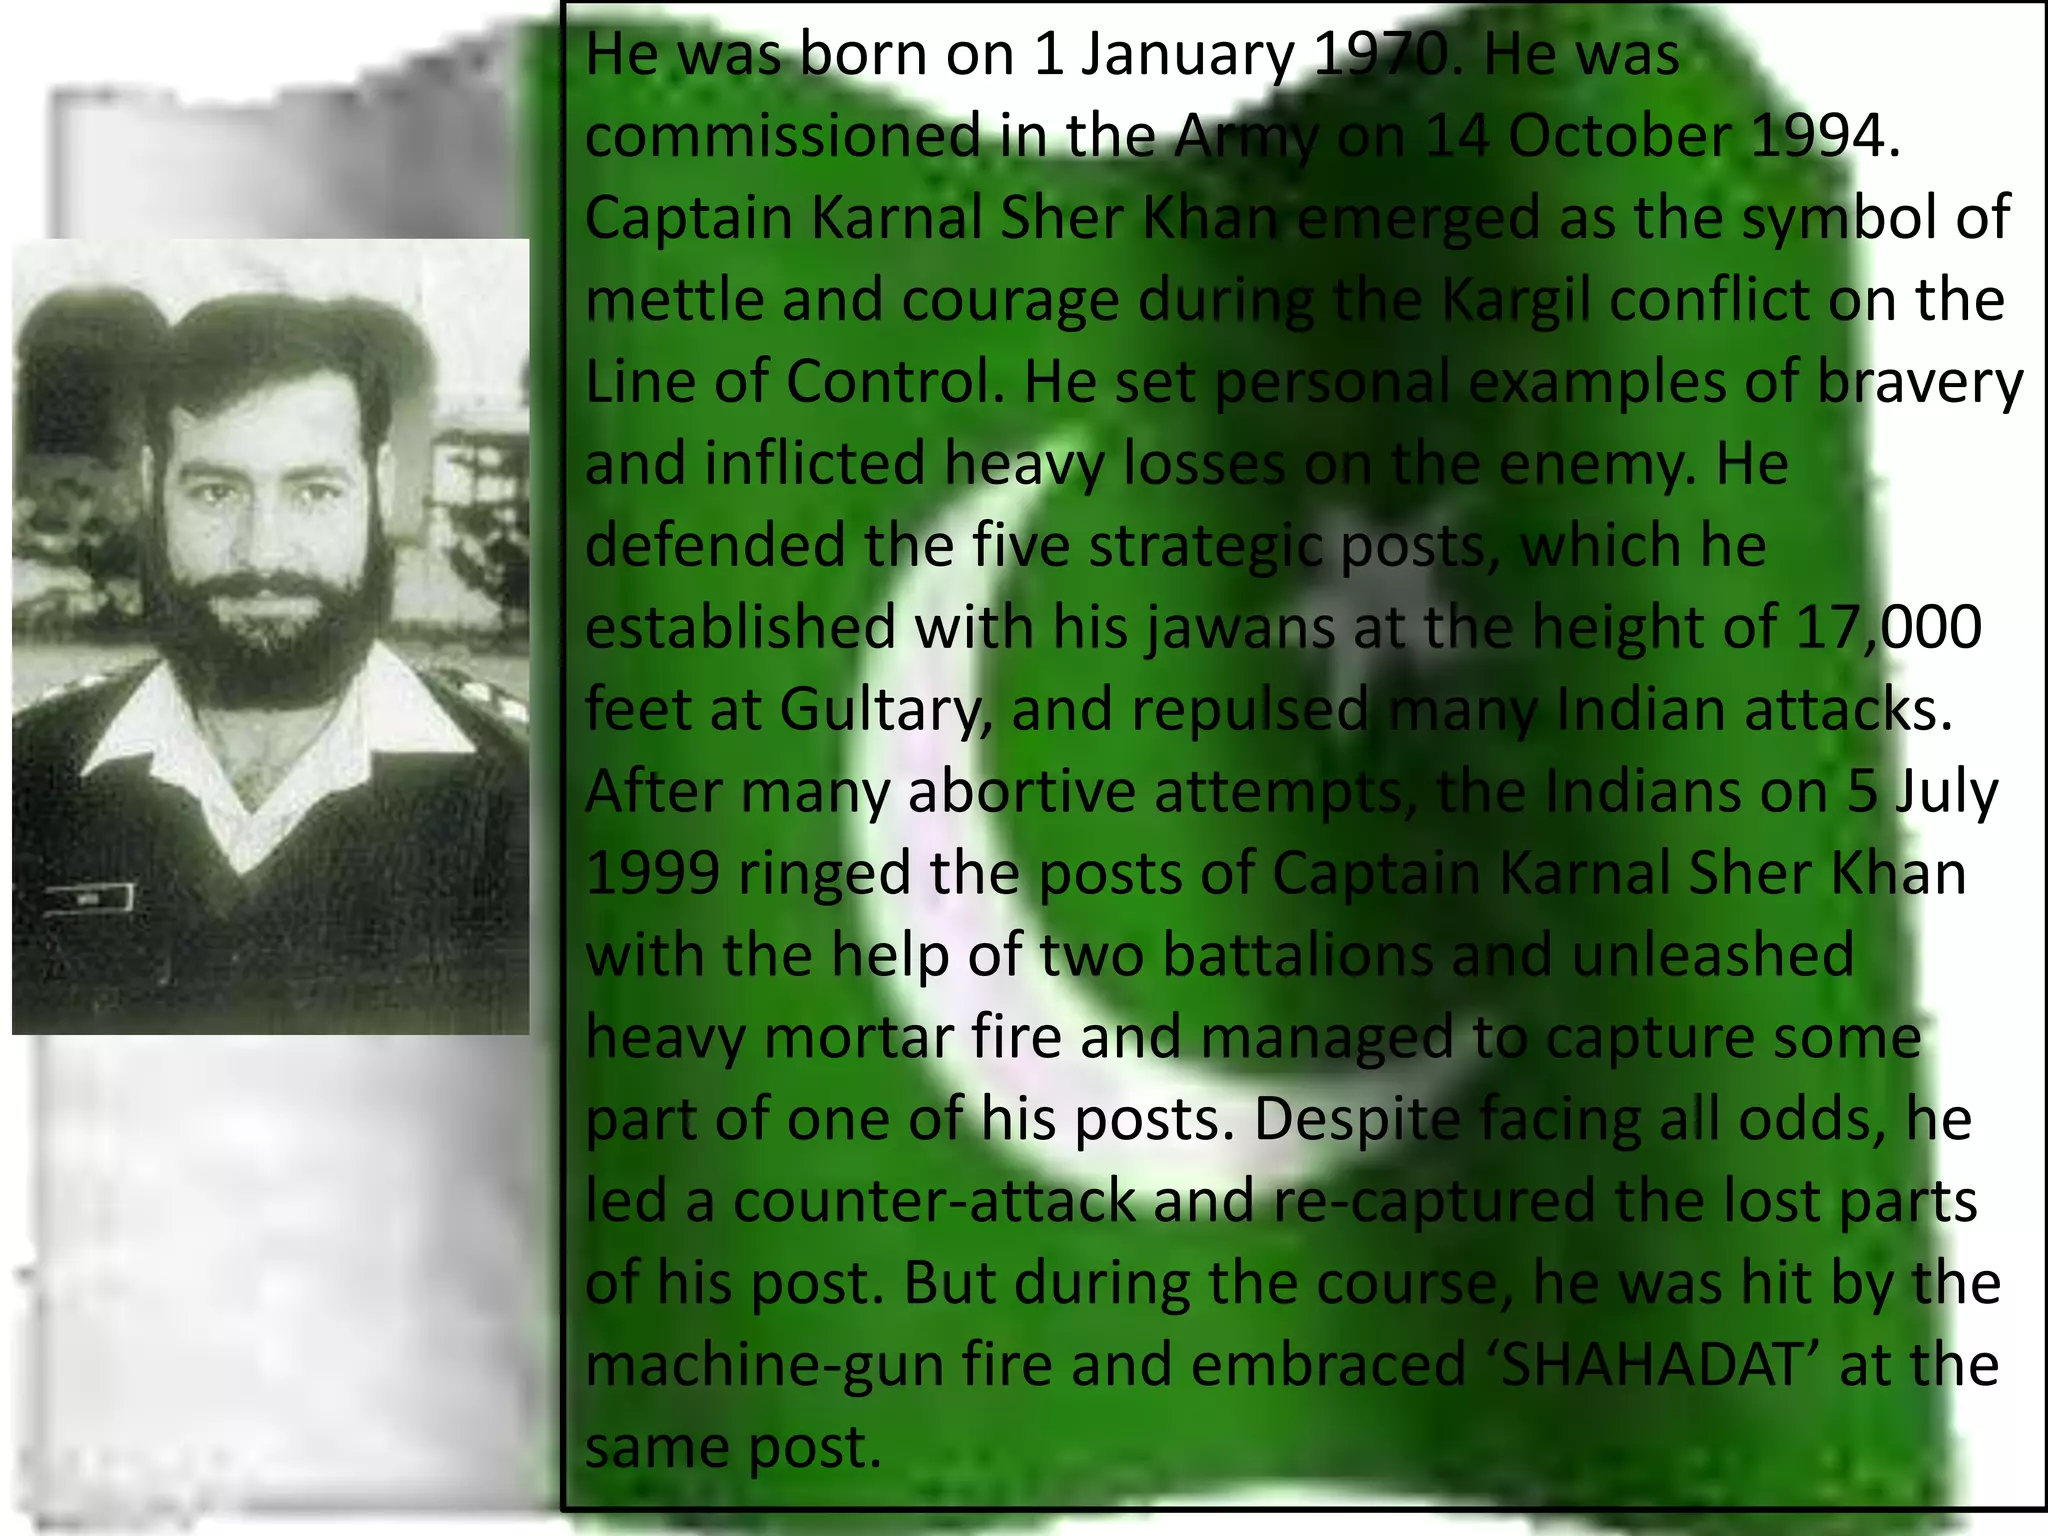 He was born on 1 January 1970. He was
commissioned in the Army on 14 October 1994.
Captain Karnal Sher Khan emerged as the symbol of
mettle and courage during the Kargil conflict on the
Line of Control. He set personal examples of bravery
and inflicted heavy losses on the enemy. He
defended the five strategic posts, which he
established with his jawans at the height of 17,000
feet at Gultary, and repulsed many Indian attacks.
After many abortive attempts, the Indians on 5 July
1999 ringed the posts of Captain Karnal Sher Khan
with the help of two battalions and unleashed
heavy mortar fire and managed to capture some
part of one of his posts. Despite facing all odds, he
led a counter-attack and re-captured the lost parts
of his post. But during the course, he was hit by the
machine-gun fire and embraced ‘SHAHADAT’ at the
same post.